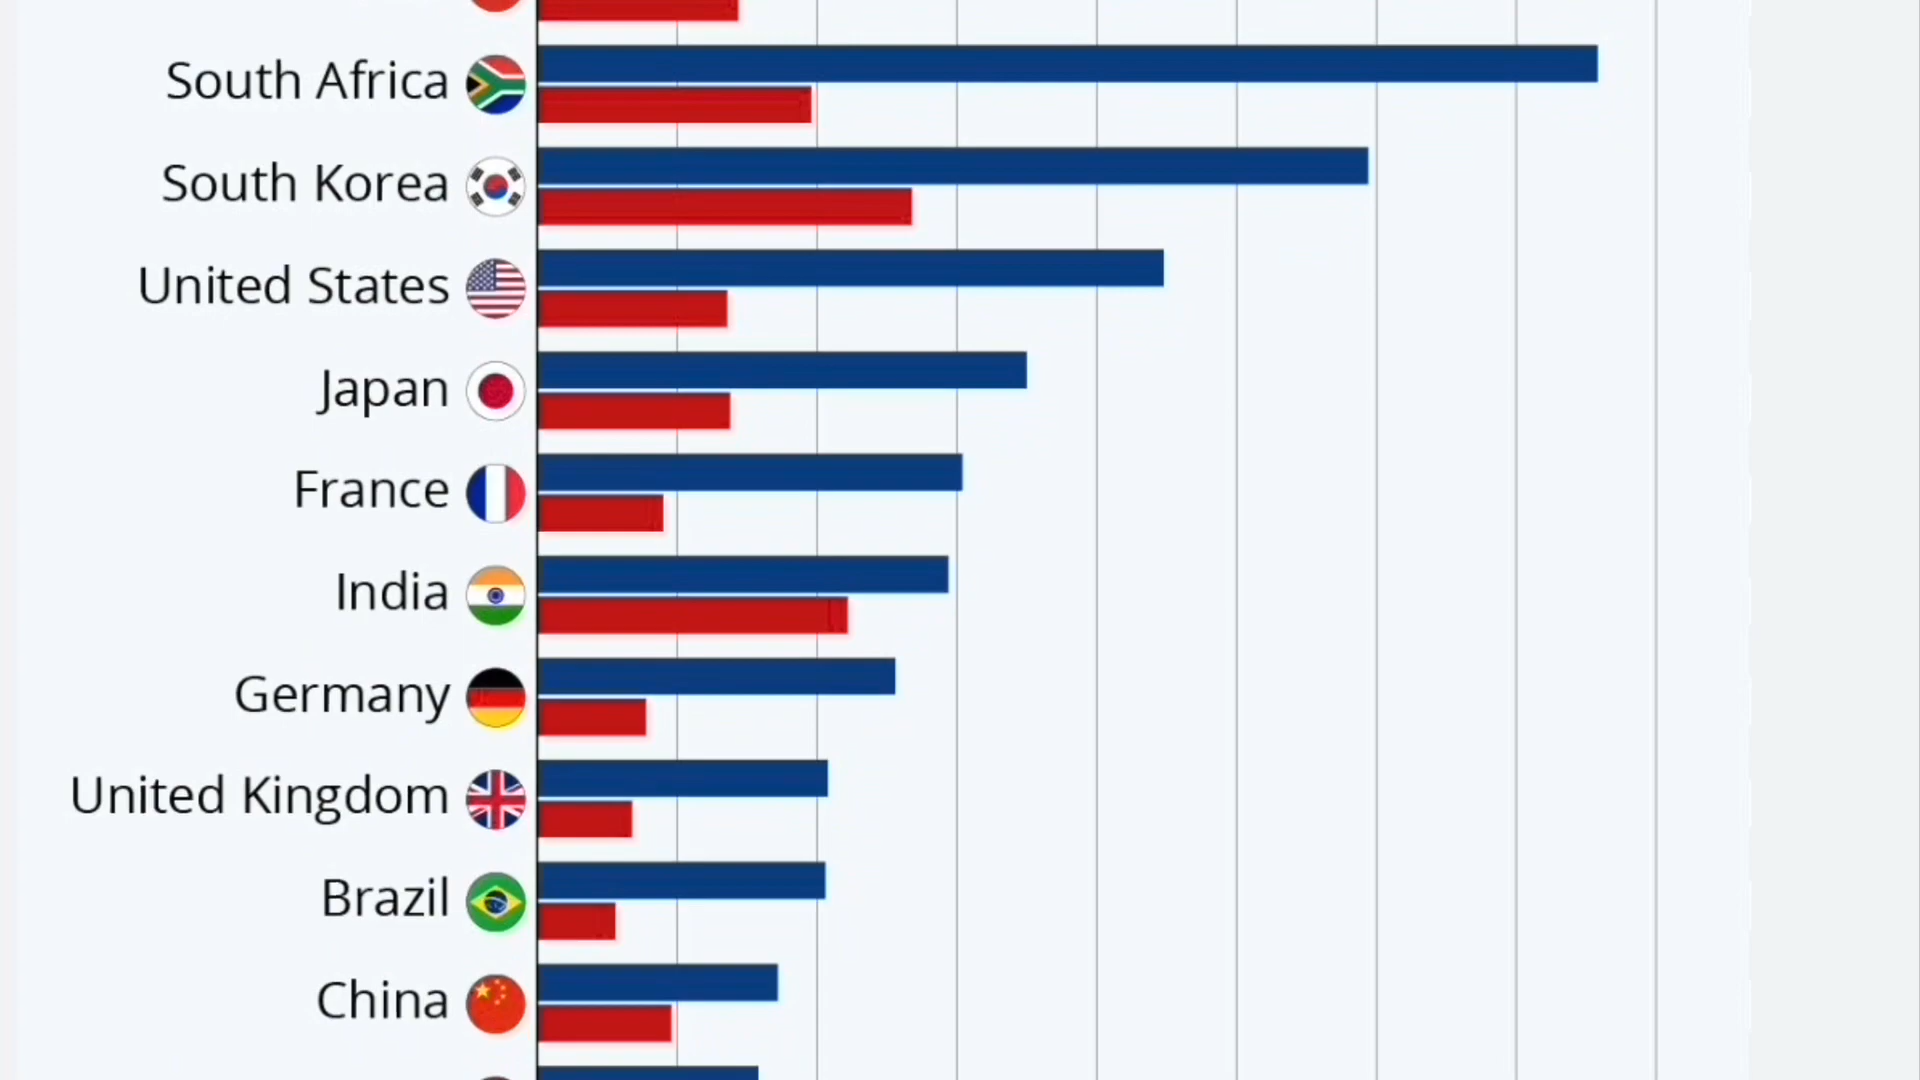 South Africa
South Korea
United States
Japan
France
India
Germany
United Kingdom
Brazil
China